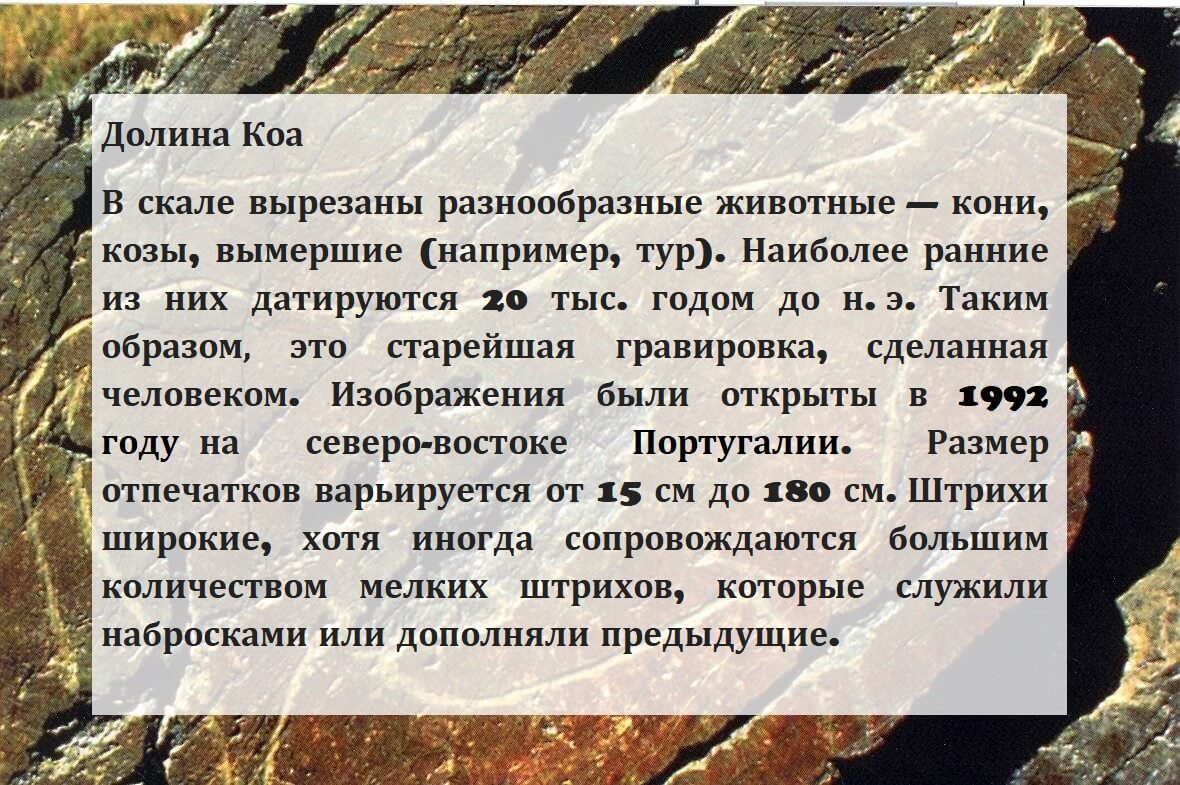 Долина Коа
В скале вырезаны разнообразные животные — кони,
козы, вымершие (например, тур). Наиболее ранние
из них датируются 20 тыс. годом до н. э. Таким
образом, это старейшая гравировка, сделанная
человеком. Изображения были открыты в 1992
году на северо-востоке Португалии. Размер
отпечатков варьируется от 15 см до 180 см. Штрихи
широкие, хотя иногда сопровождаются большим
количеством мелких штрихов, которые служили
набросками или дополняли предыдущие.